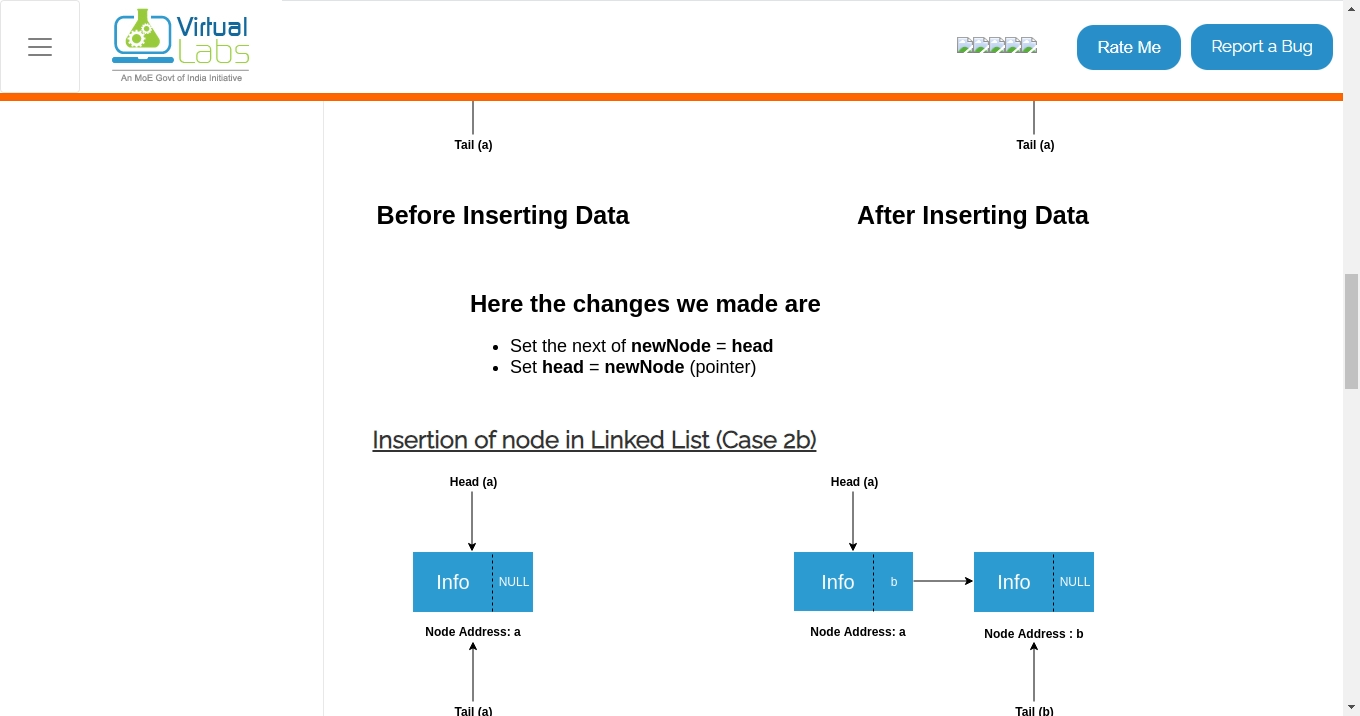 Virtual
Labs
An MoE Govt of India Initiative
Rate Me
Report a Bug
Tail (a)
Tail (a)
Before Inserting Data
After Inserting Data
Here the changes we made are
Set the next of newNode = head
Set head = newNode (pointer)
Insertion of node in Linked List (Case 2b)
Head (a)
Head (a)
Info
NULL
Info
b
Info
NULL
Node Address: a
Node Address: a
Node Address : b
Tail (a)
Tail (b)